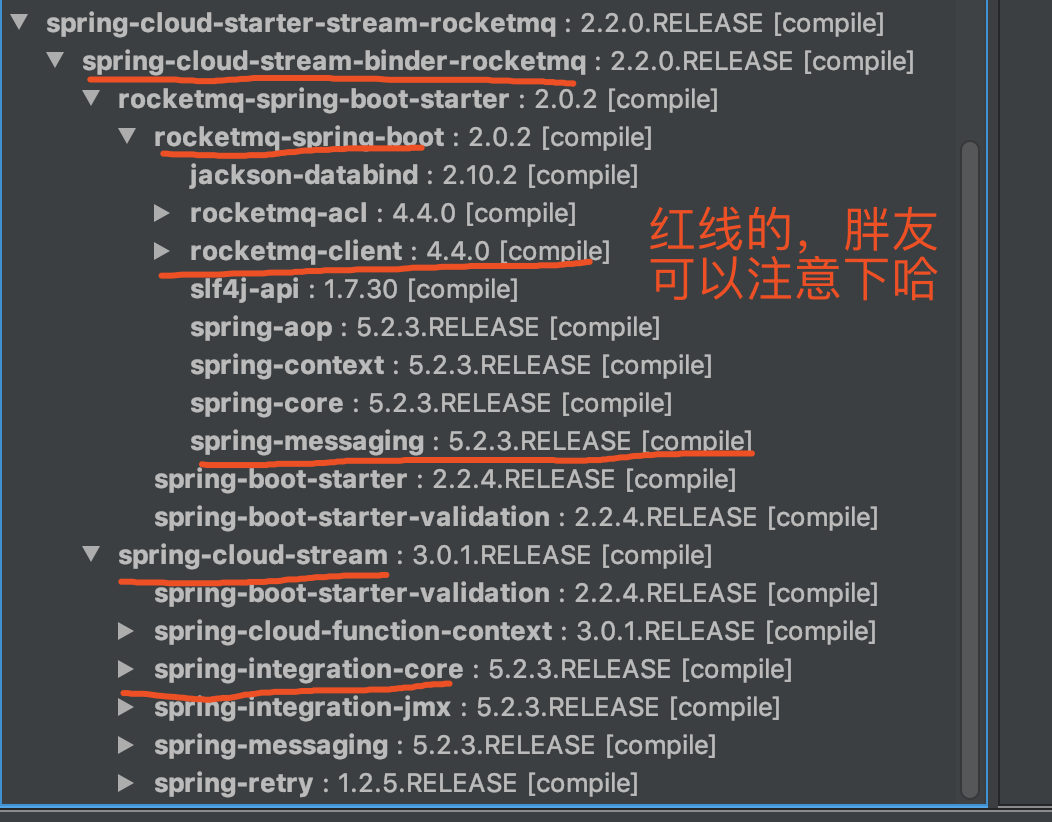 spring-cloud-starter-stream-rocketmq : 2.2.0.RELEASE [compile]
spring-cloud-stream-binder-rocketmq : 2.2.0.RELEASE [compile]
rocketmq-spring-boot-starter : 2.0.2 [compile]
rocketmq-spring-boot : 2.0.2 [compile]
jackson-databind : 2.10.2 [compile]
rocketmq-acl : 4.4.0 [compile]
rocketmq-client : 4.4.0 [compile]
slf4j-api : 1.7.30 [compile]
spring-aop : 5.2.3.RELEASE [compile]
spring-context : 5.2.3.RELEASE [compile]
spring-core : 5.2.3.RELEASE [compile]
spring-messaging : 5.2.3.RELEASE [compile]
spring-boot-starter : 2.2.4.RELEASE [compile]
spring-boot-starter-validation : 2.2.4.RELEASE [compile]
spring-cloud-stream : 3.0.1.RELEASE [compile]
spring-boot-starter-validation : 2.2.4.RELEASE [compile]
spring-cloud-function-context : 3.0.1.RELEASE [compile]
spring-integration-core : 5.2.3.RELEASE [compile]
spring-integration-jmx : 5.2.3.RELEASE [compile]
spring-messaging : 5.2.3.RELEASE [compile]
spring-retry : 1.2.5.RELEASE [compile]
红线的，胖友
可以注意下哈